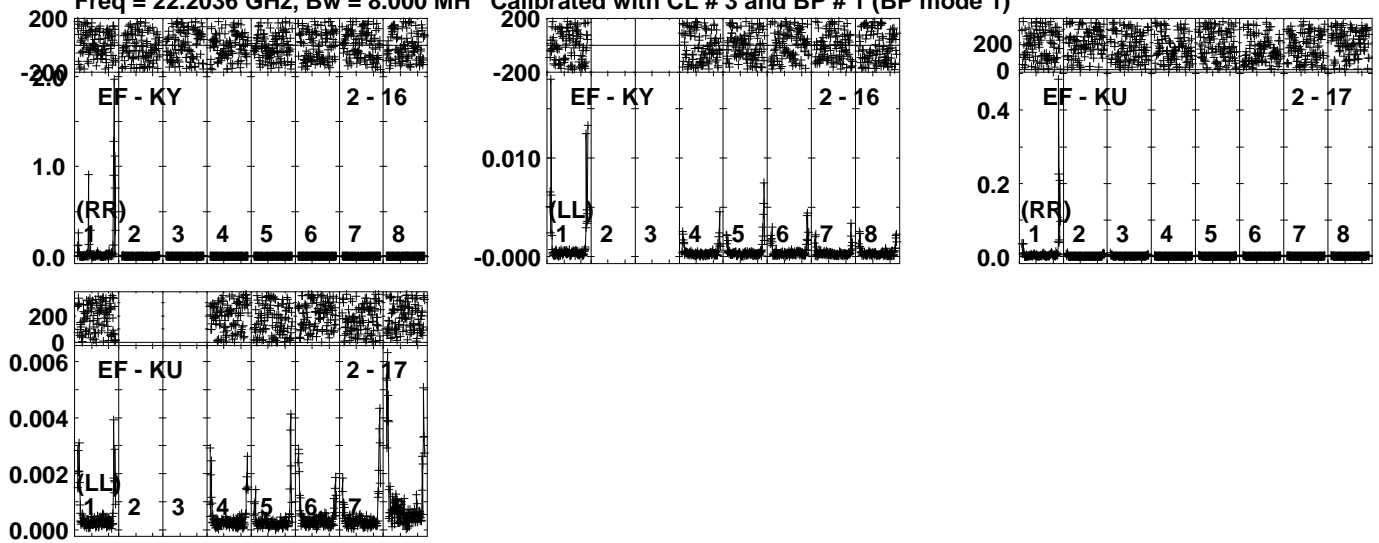 Freq = 22.2036 GHz, Bw = 8.000 MH Calibrated with CL # 3 and BP # 1 (BP mode 1)
200
-200
2.0
1.0
0.0
EF - KY 2 - 16
(RR)
1 2 3 4 5 6 7 8
200
-200
0.010
-0.000
EF - KY 2 - 16
(LL)
1 2 3 4 5 6 7 8
200
0
0.4
0.2
0.0
EF - KU 2 - 17
(RR)
1 2 3 4 5 6 7 8
200
0
0.006
0.004
0.002
0.000
EF - KU 2 - 17
(LL)
1 2 3 4 5 6 7 8